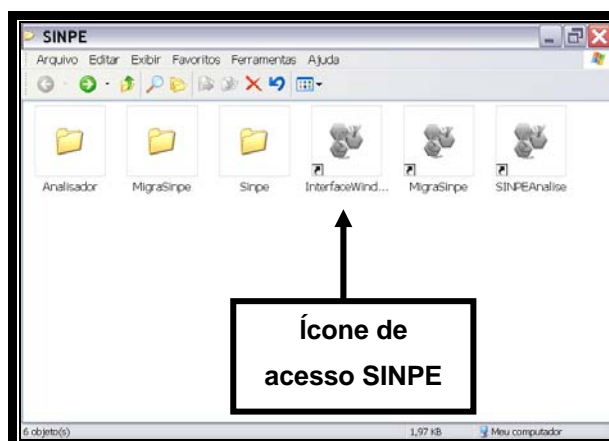 SINPE
Arquivo Editar Exibir Favoritos Ferramentas Ajuda
Analisador MigraSinpe Sinpe InterfaceWind... MigraSinpe SINPEAnalise
Ícone de
acesso SINPE
6 objeto(s) 1,97 KB Meu computador